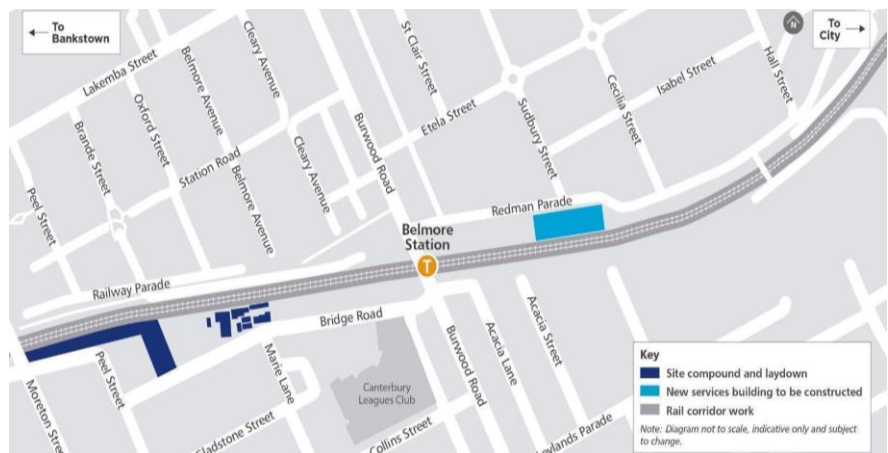 To
Bankstown
N
To
City
Lakemba Street
Cleary Avenue
Belmore Avenue
Oxford Street
Brande Street
Peel Street
Station Road
Belmore Avenue
Cleary Avenue
Burwood Road
St Clair Street
Etela Street
Sudbury Street
Cecilia Street
Isabel Street
Hall Street
Redman Parade
Belmore
Station
T
Railway Parade
Bridge Road
Peel Street
Moreton Street
Marie Lane
Gladstone Street
Canterbury
Leagues Club
Collins Street
Burwood Road
Acacia Lane
Acacia Street
Leylands Parade
Key
Site compound and laydown
New services building to be constructed
Rail corridor work
Note: Diagram not to scale, indicative only and subject
to change.